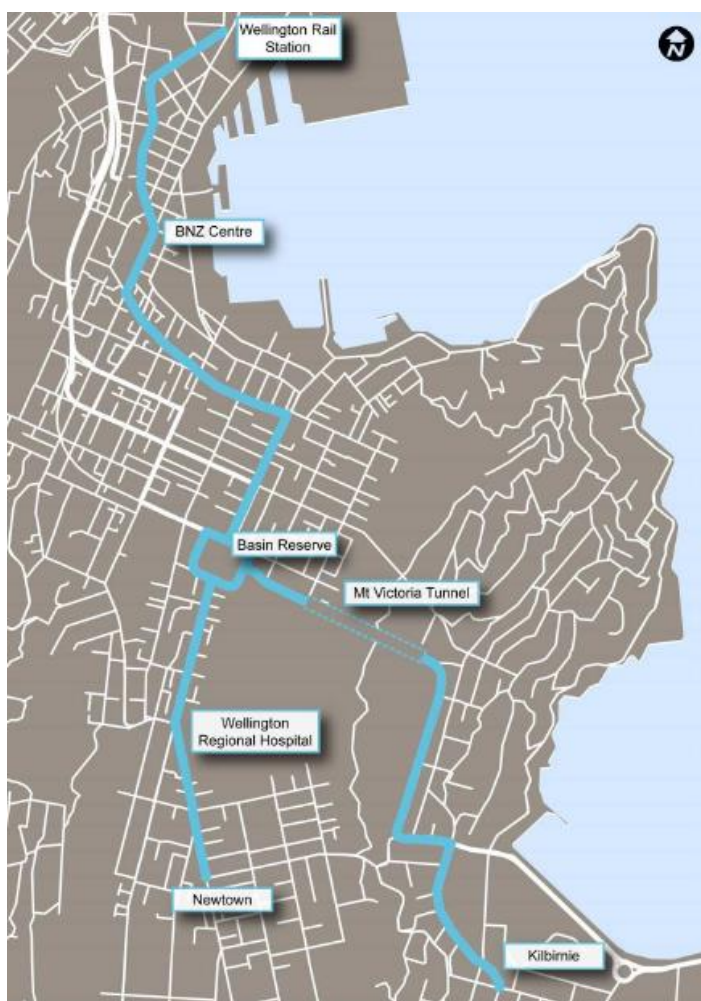 Wellington Rail
Station
N
BNZ Centre
Basin Reserve
Mt Victoria Tunnel
Wellington
Regional Hospital
Newtown
Kilbirnie